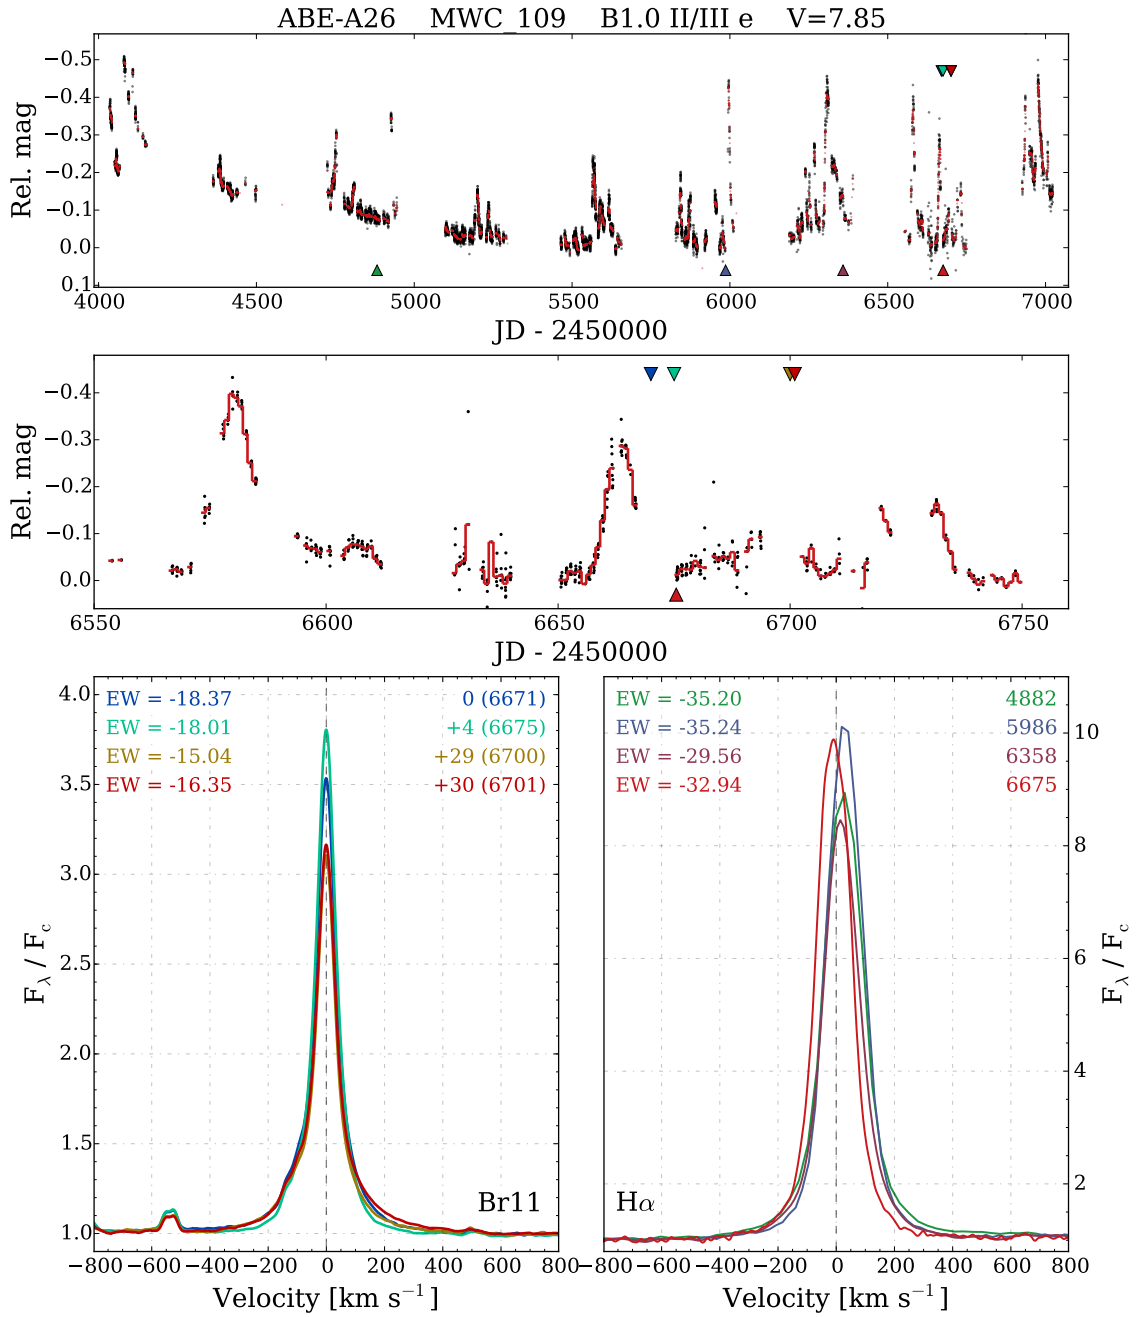 ABE-A26 MWC_109 B1.0 II/III e V=7.85
−0.5
−0.4
−0.3
−0.2
−0.1
0.0
0.1
Rel. mag
4000 4500 5000 5500 6000 6500 7000
JD - 2450000
−0.4
−0.3
−0.2
−0.1
0.0
Rel. mag
6550 6600 6650 6700 6750
JD - 2450000
EW = -18.37 0 (6671)
EW = -18.01 +4 (6675)
EW = -15.04 +29 (6700)
EW = -16.35 +30 (6701)
4.0
3.5
3.0
2.5
2.0
1.5
1.0
Fλ / Fc
Br11
−800 −600 −400 −200 0 200 400 600 800
Velocity [km s−1]
EW = -35.20 4882
EW = -35.24 5986
EW = -29.56 6358
EW = -32.94 6675
10
8
6
4
2
Fλ / Fc
Hα
−800 −600 −400 −200 0 200 400 600 800
Velocity [km s−1]